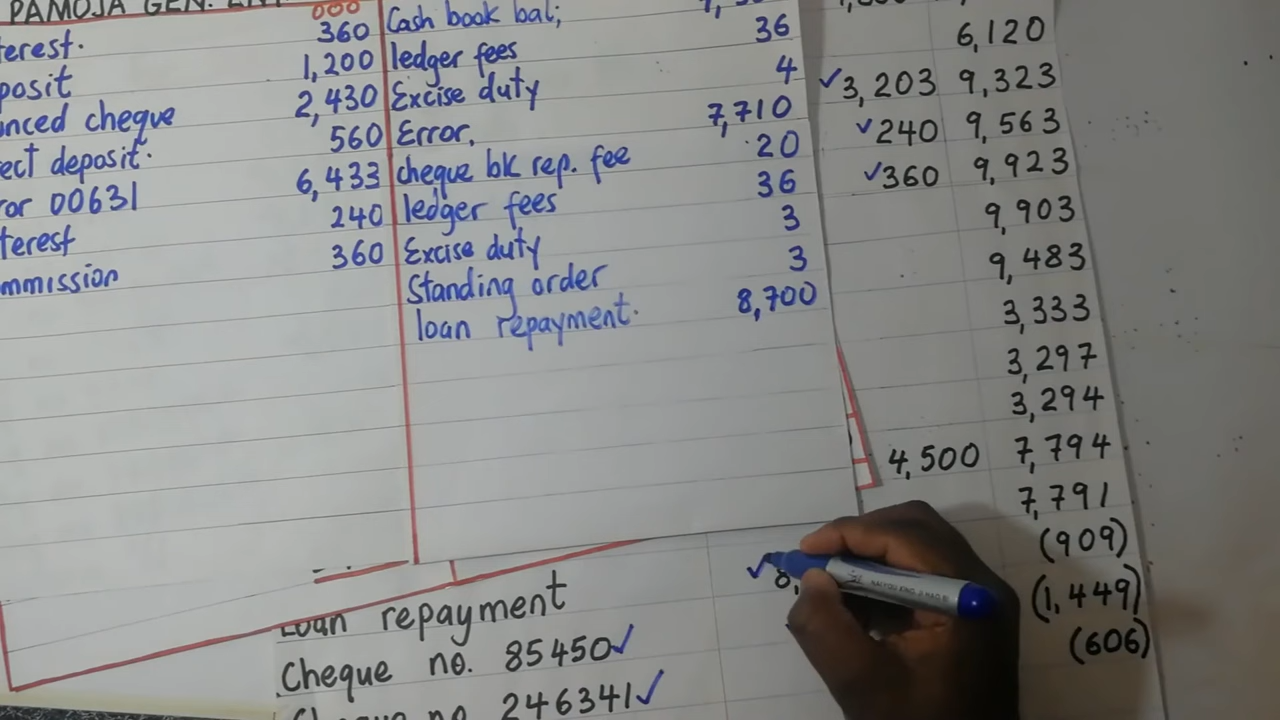 PAMOJA GEN.
000
terest. 360 Cash book bal;
posit 1,200 ledger fees 36
nced cheque 2,430 Excise duty 4
ect deposit. 560 Error, 7,710
or 00631 6,433 cheque bk rep. fee 20
terest 240 ledger fees 36
mmission 360 Excise duty 3
Standing order 3
loan repayment. 8,700
6,120
✓3,203 9,323
✓240 9,563
✓360 9,923
9,903
9,483
3,333
3,297
3,294
4,500 7,794
7,791
(909)
(1,449)
(606)
Loan repayment ✓8,
Cheque no. 85450✓
Cheque no 246341✓